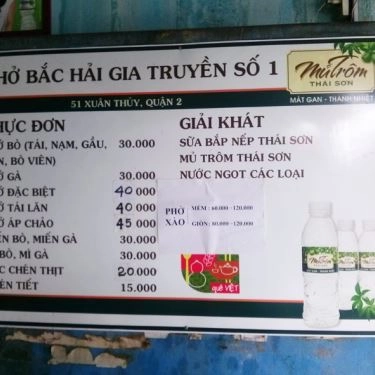 HỞ BẮC HẢI GIA TRUYỀN SỐ 1
51 XUÂN THỦY, QUẬN 2
Mủ Trôm
THÁI SƠN
MÁT GAN - THANH NHIỆT
HỰC ĐƠN
Ở BÒ (TÁI, NẠM, GẦU, 30.000
N, BÒ VIÊN)
Ở GÀ 30.000
Ở ĐẶC BIỆT 40 000
Ở TÁI LĂN 40 000
Ở ÁP CHẢO 45 000
ẾN BÒ, MIẾN GÀ 30.000
BÒ, MÌ GÀ 30.000
C CHÉN THỊT 20.000
ÊN TIẾT 15.000
GIẢI KHÁT
SỮA BẮP NẾP THÁI SƠN
MỦ TRÔM THÁI SƠN
NƯỚC NGỌT CÁC LOẠI
PHỞ XÀO
MỀM: 60.000 -120.000
GIÒN: 80.000 -120.000
quê VIỆT
Mủ Trôm